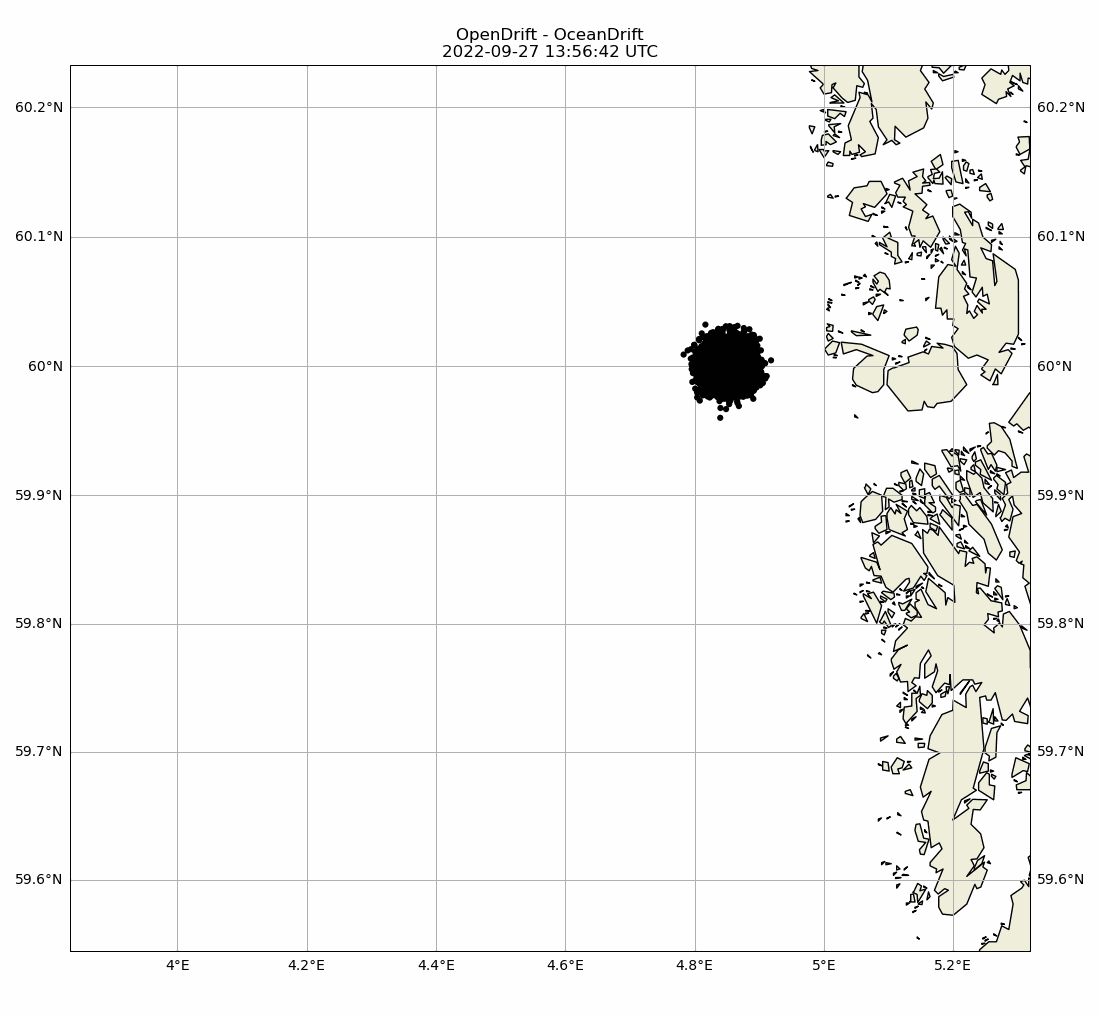 OpenDrift - OceanDrift
2022-09-27 13:56:42 UTC
60.2°N 60.2°N
60.1°N 60.1°N
60°N 60°N
59.9°N 59.9°N
59.8°N 59.8°N
59.7°N 59.7°N
59.6°N 59.6°N
4°E 4.2°E 4.4°E 4.6°E 4.8°E 5°E 5.2°E